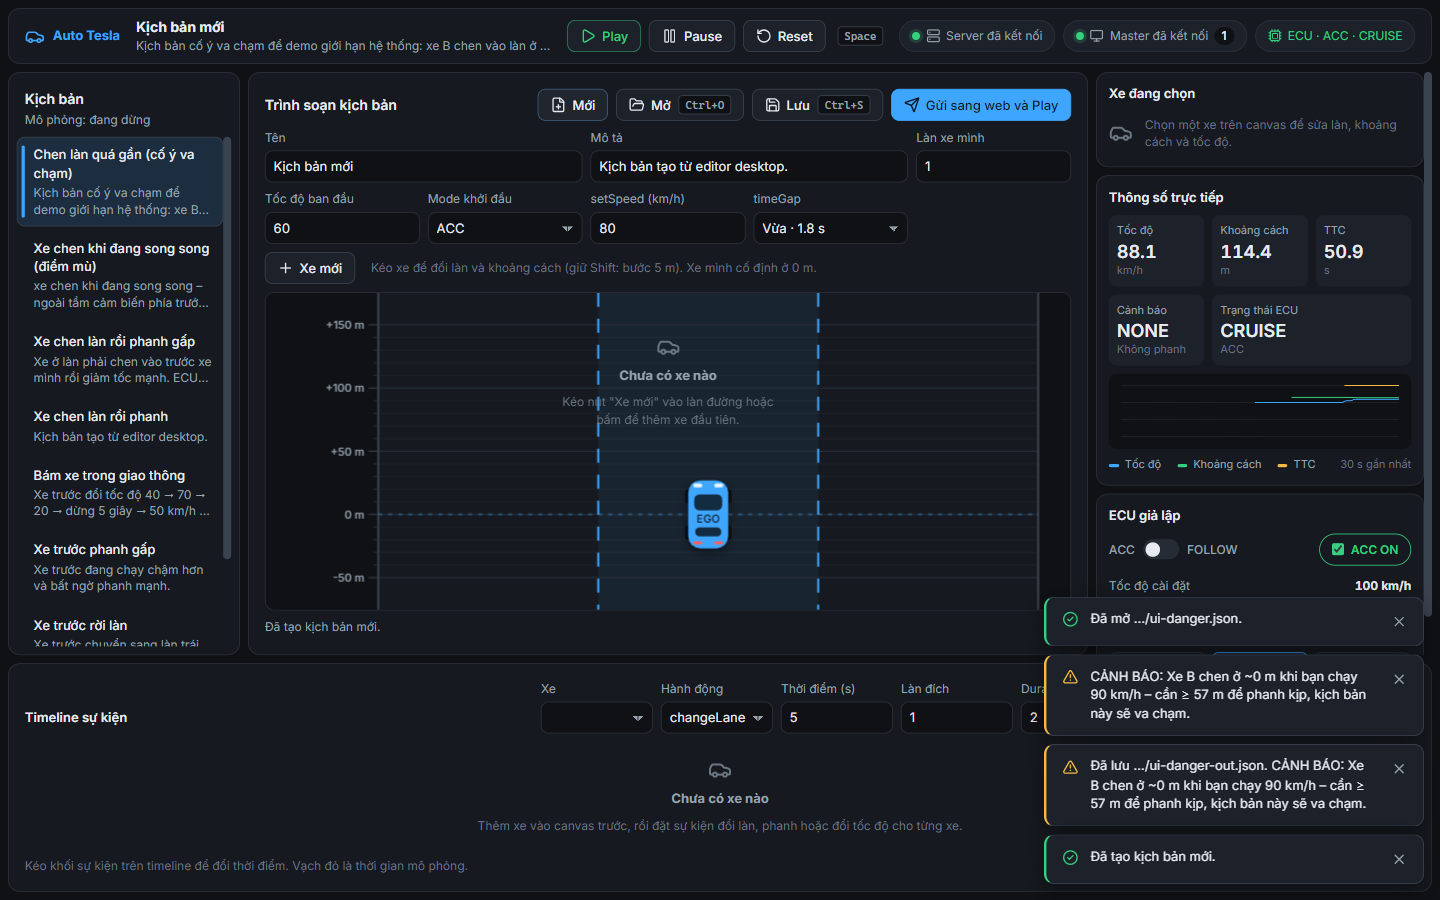 Auto Tesla
Kịch bản mới
Kịch bản cố ý va chạm để demo giới hạn hệ thống: xe B chen vào làn ở ...
Play
Pause
Reset
Space
Server đã kết nối
Master đã kết nối
1
ECU · ACC · CRUISE
Kịch bản
Mô phỏng: đang dừng
Chen làn quá gần (cố ý va
chạm)
Kịch bản cố ý va chạm để
demo giới hạn hệ thống: xe B...
Xe chen khi đang song song
(điểm mù)
xe chen khi đang song song –
ngoài tầm cảm biến phía trướ...
Xe chen làn rồi phanh gấp
Xe ở làn phải chen vào trước xe
mình rồi giảm tốc mạnh. ECU...
Xe chen làn rồi phanh
Kịch bản tạo từ editor desktop.
Bám xe trong giao thông
Xe trước đổi tốc độ 40 → 70 →
20 → dừng 5 giây → 50 km/h ...
Xe trước phanh gấp
Xe trước đang chạy chậm hơn
và bất ngờ phanh mạnh.
Xe trước rời làn
Xe trước chuyển sang làn trái
Trình soạn kịch bản
Mới
Mở
Ctrl+O
Lưu
Ctrl+S
Gửi sang web và Play
Tên
Mô tả
Làn xe mình
Kịch bản mới
Kịch bản tạo từ editor desktop.
1
Tốc độ ban đầu
Mode khởi đầu
setSpeed (km/h)
timeGap
60
ACC
80
Vừa · 1.8 s
Xe mới
Kéo xe để đổi làn và khoảng cách (giữ Shift: bước 5 m). Xe mình cố định ở 0 m.
+150 m
+100 m
+50 m
0 m
-50 m
Chưa có xe nào
Kéo nút "Xe mới" vào làn đường hoặc
bấm để thêm xe đầu tiên.
EGO
Đã tạo kịch bản mới.
Xe đang chọn
Chọn một xe trên canvas để sửa làn, khoảng
cách và tốc độ.
Thông số trực tiếp
Tốc độ
88.1
km/h
Khoảng cách
114.4
m
TTC
50.9
s
Cảnh báo
NONE
Không phanh
Trạng thái ECU
CRUISE
ACC
Tốc độ
Khoảng cách
TTC
30 s gần nhất
ECU giả lập
ACC
FOLLOW
ACC ON
Tốc độ cài đặt
100 km/h
Timeline sự kiện
Xe
Hành động
Thời điểm (s)
Làn đích
Dura
changeLane
5
1
2
Chưa có xe nào
Thêm xe vào canvas trước, rồi đặt sự kiện đổi làn, phanh hoặc đổi tốc độ cho từng xe.
Kéo khối sự kiện trên timeline để đổi thời điểm. Vạch đỏ là thời gian mô phỏng.
Đã mở .../ui-danger.json.
CẢNH BÁO: Xe B chen ở ~0 m khi bạn chạy
90 km/h – cần ≥ 57 m để phanh kịp, kịch bản
này sẽ va chạm.
Đã lưu .../ui-danger-out.json. CẢNH BÁO: Xe
B chen ở ~0 m khi bạn chạy 90 km/h – cần ≥
57 m để phanh kịp, kịch bản này sẽ va chạm.
Đã tạo kịch bản mới.